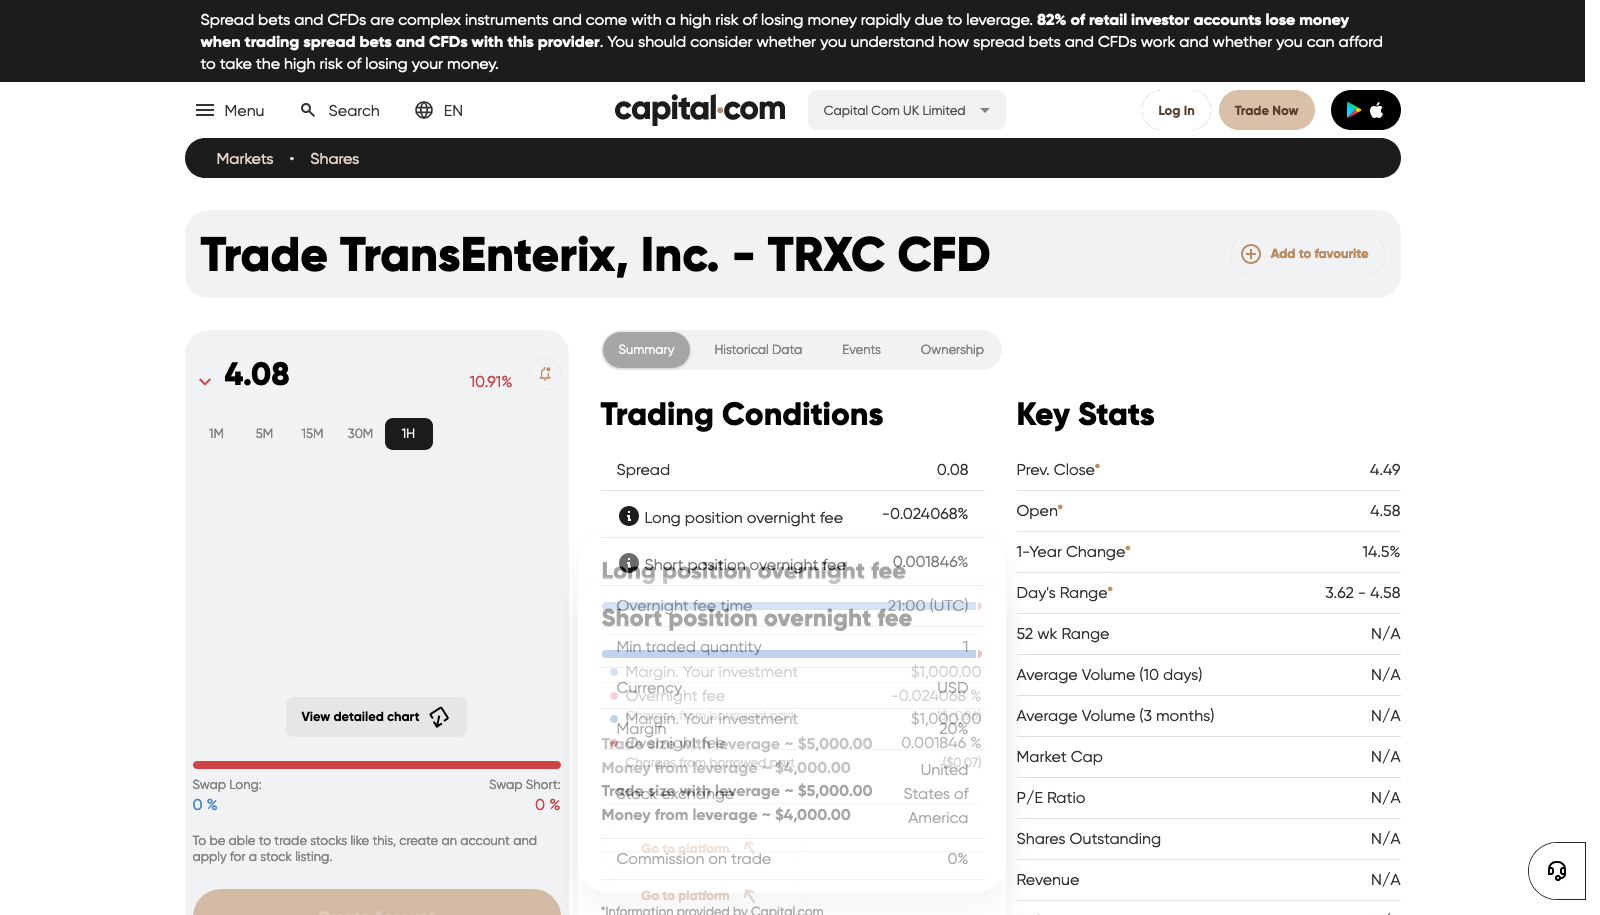 Spread bets and CFDs are complex instruments and come with a high risk of losing money rapidly due to leverage. 82% of retail investor accounts lose money
when trading spread bets and CFDs with this provider. You should consider whether you understand how spread bets and CFDs work and whether you can afford
to take the high risk of losing your money.
Menu
Search
EN
capital.com
Capital Com UK Limited
Log In
Trade Now
Markets • Shares
Trade TransEnterix, Inc. - TRXC CFD
Add to favourite
4.08
10.91%
1M 5M 15M 30M 1H
View detailed chart
Swap Long: Swap Short:
0 % 0 %
To be able to trade stocks like this, create an account and
apply for a stock listing.
Create Account
Summary Historical Data Events Ownership
Trading Conditions
Spread 0.08
Long position overnight fee -0.024068%
Short position overnight fee 0.001846%
Long position overnight fee
Overnight fee time 21:00 (UTC)
Short position overnight fee
Min traded quantity 1
Margin. Your investment $1,000.00
Currency USD
Overnight fee -0.024068 %
Charges from borrowed part
Margin. Your investment $1,000.00
Margin 20%
Overnight fee 0.001846 %
Trade size with leverage ~ $5,000.00
Charges from borrowed part ($0.07)
Money from leverage ~ $4,000.00
Stock exchange United States of America
Trade size with leverage ~ $5,000.00
Money from leverage ~ $4,000.00
Go to platform
Commission on trade 0%
Go to platform
*Information provided by Capital.com
Key Stats
Prev. Close* 4.49
Open* 4.58
1-Year Change* 14.5%
Day's Range* 3.62 - 4.58
52 wk Range N/A
Average Volume (10 days) N/A
Average Volume (3 months) N/A
Market Cap N/A
P/E Ratio N/A
Shares Outstanding N/A
Revenue N/A